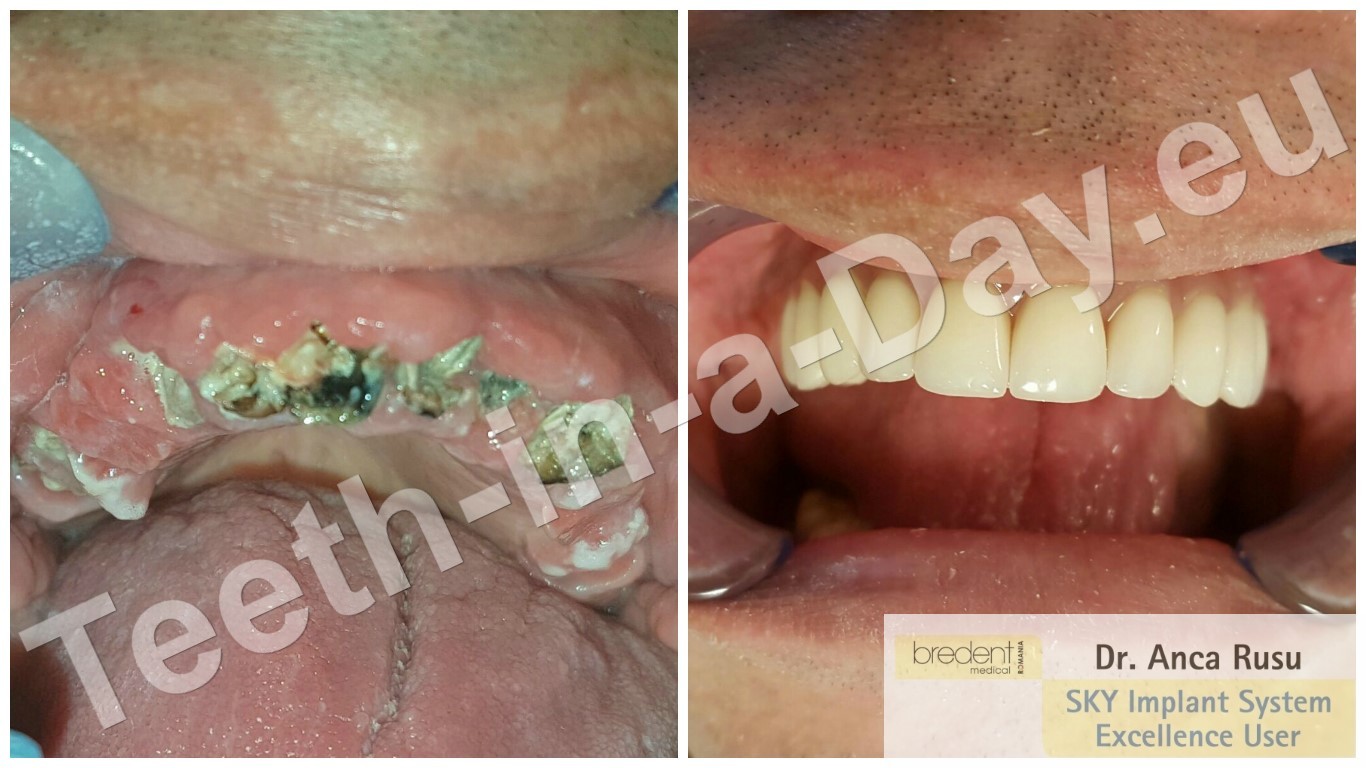 Teeth-in-a-Day.eu
bredent
medical
ROMANIA
Dr. Anca Rusu
SKY Implant System
Excellence User